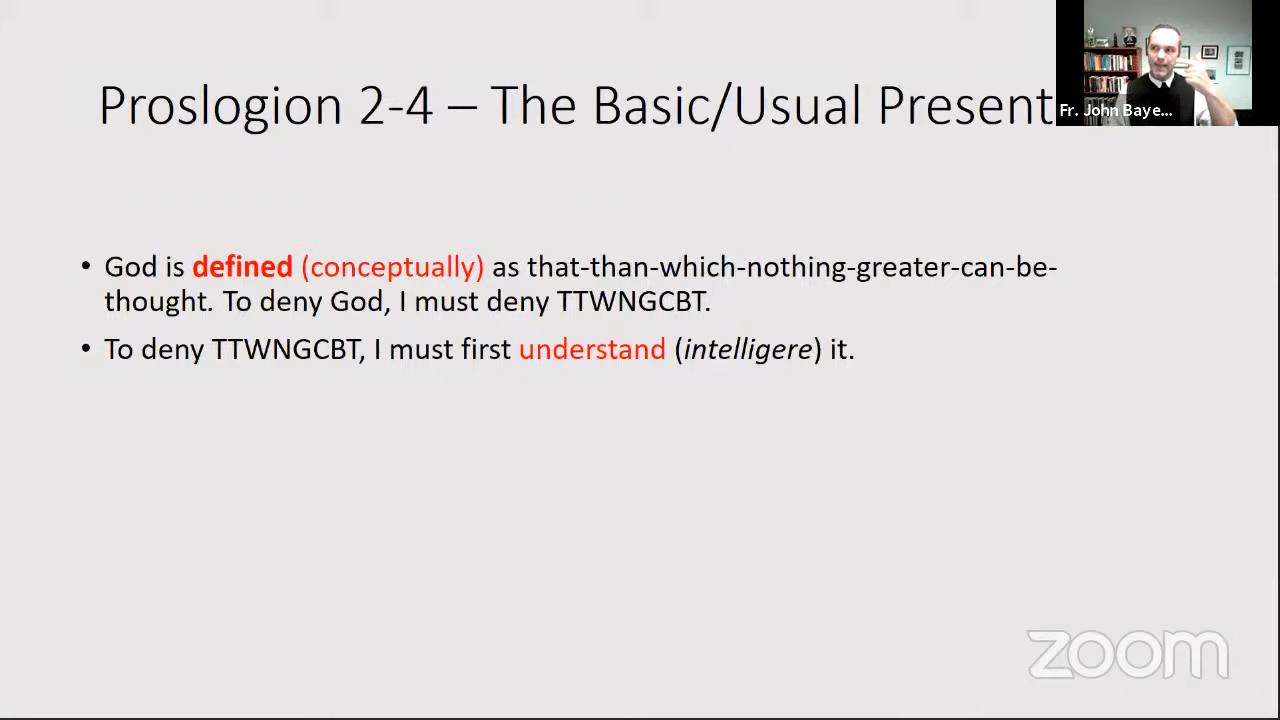 Proslogion 2-4 – The Basic/Usual Present
Fr. John Baye...
• God is defined (conceptually) as that-than-which-nothing-greater-can-be-
thought. To deny God, I must deny TTWNGCBT.
• To deny TTWNGCBT, I must first understand (intelligere) it.
zoom